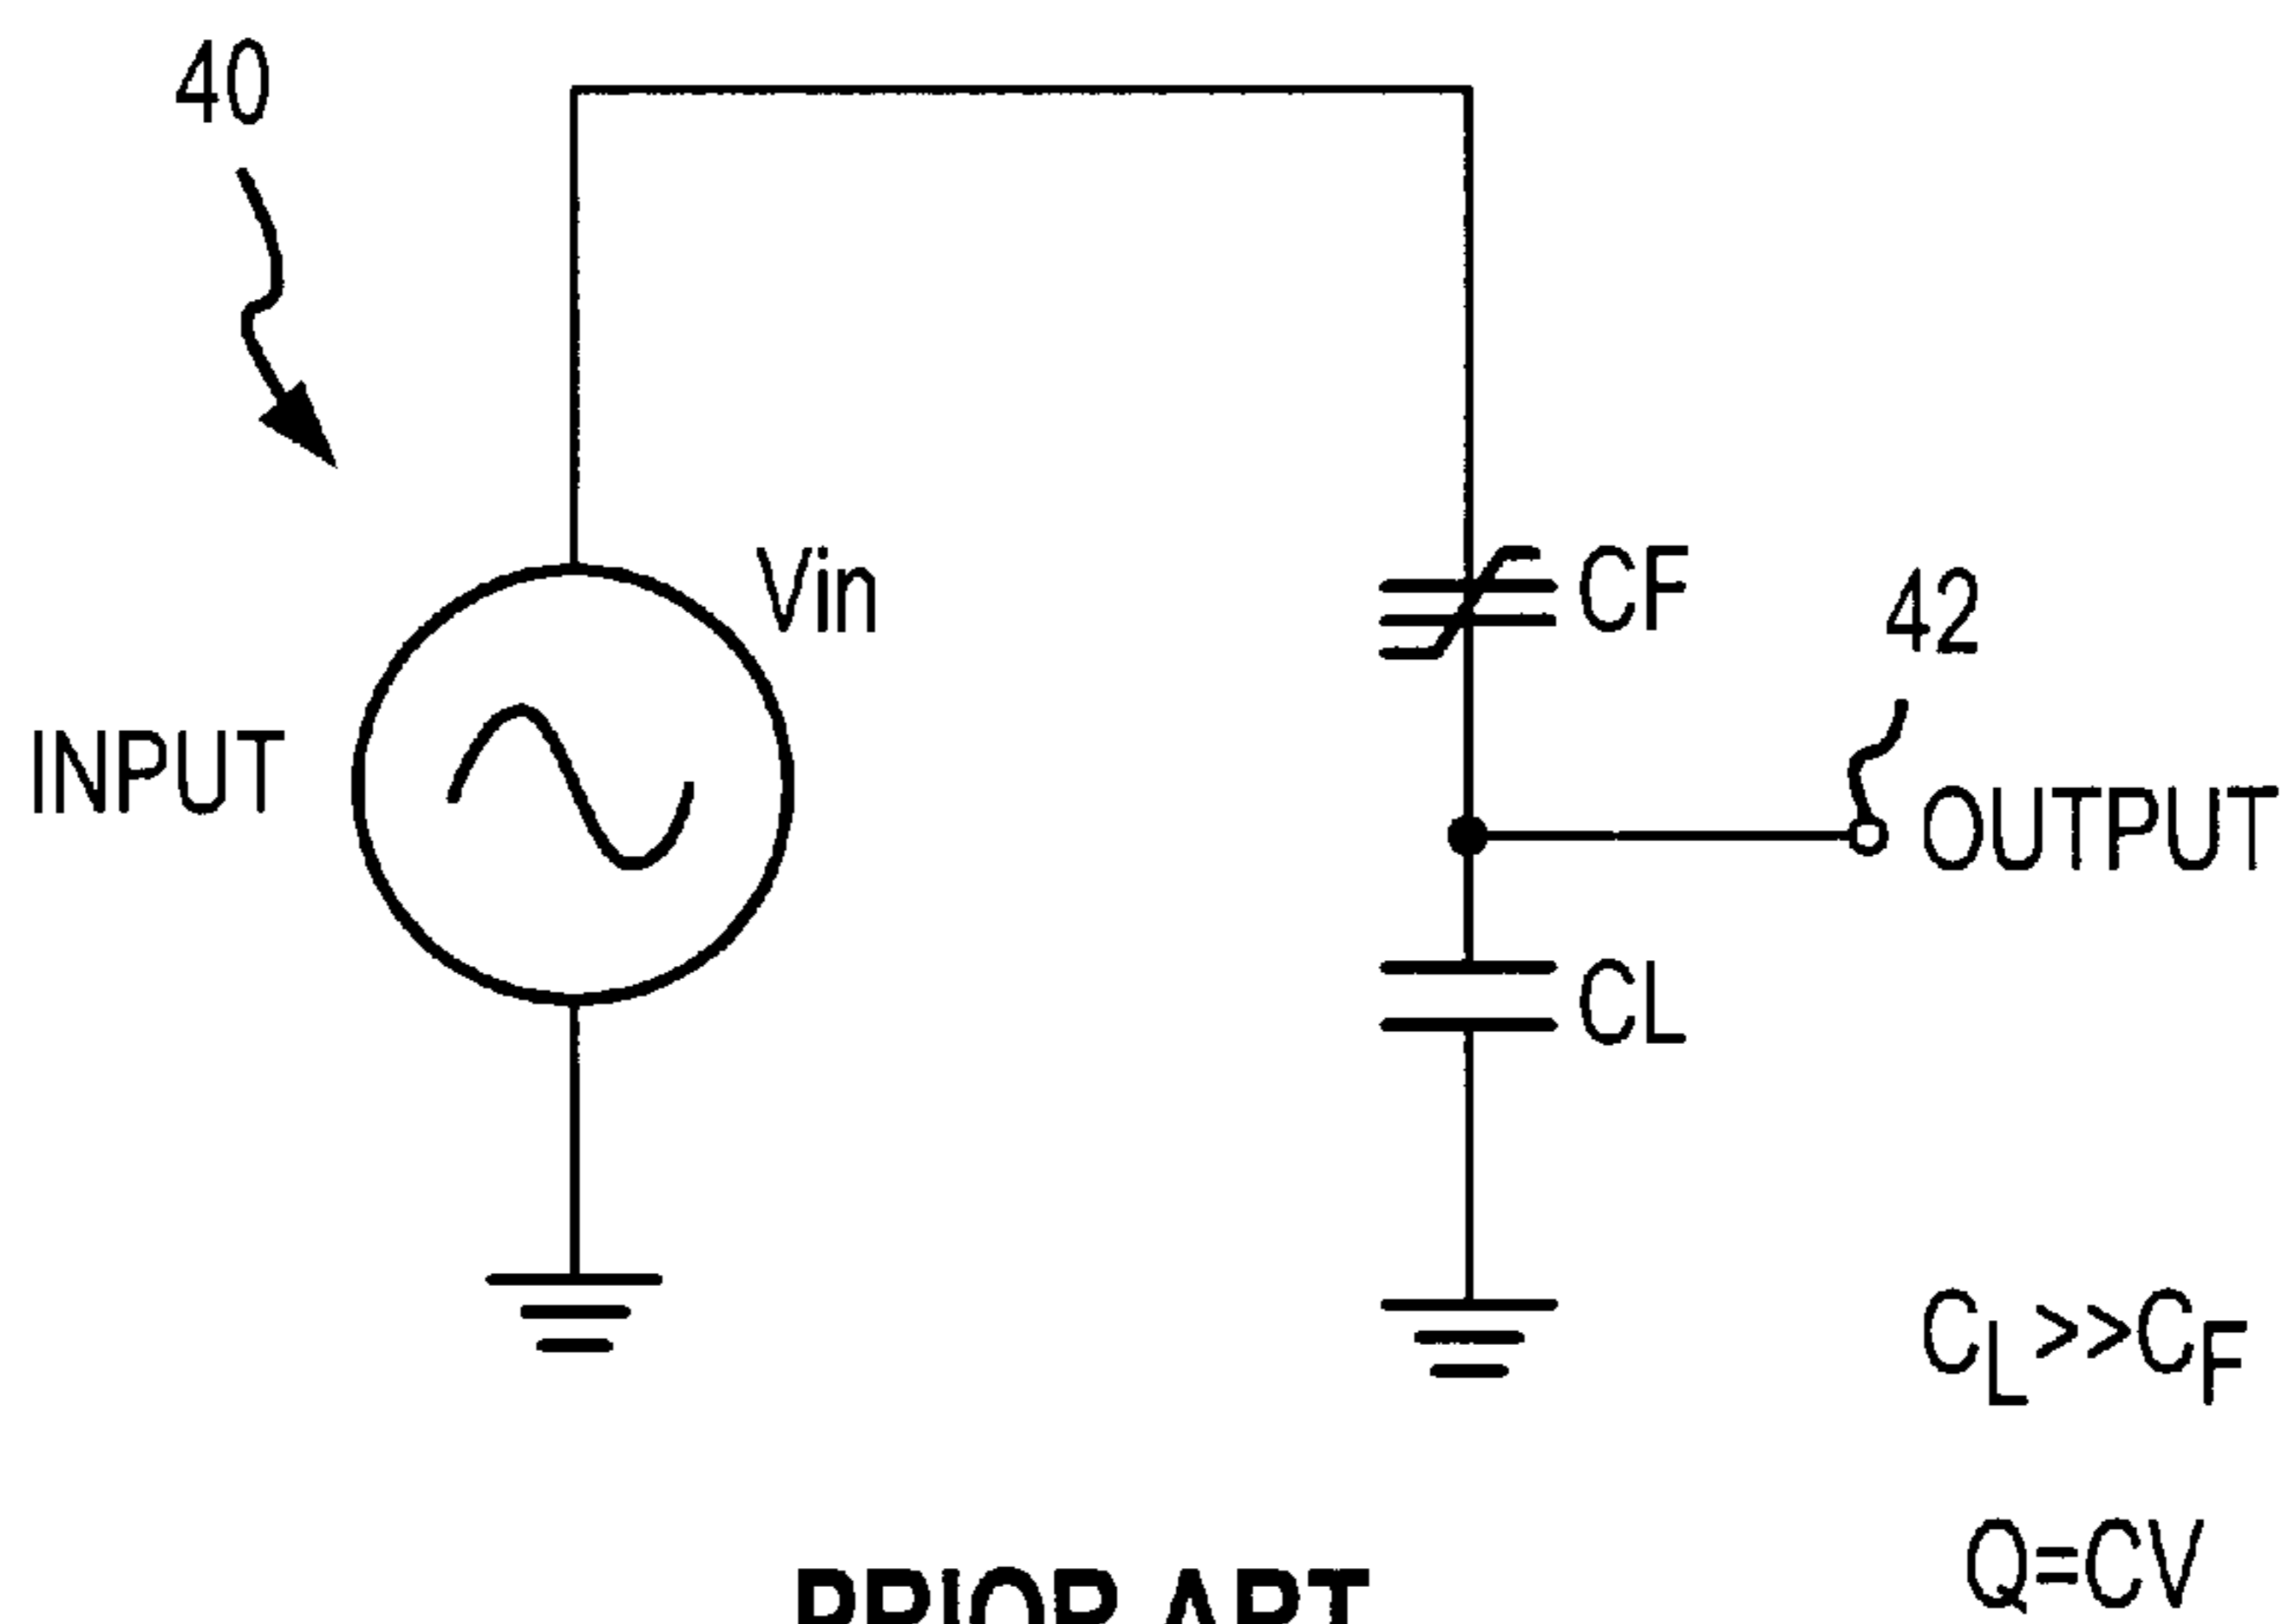 40
Vin
CF
42
INPUT
OUTPUT
CL
CL>>CF
Q=CV
PRIOR ART